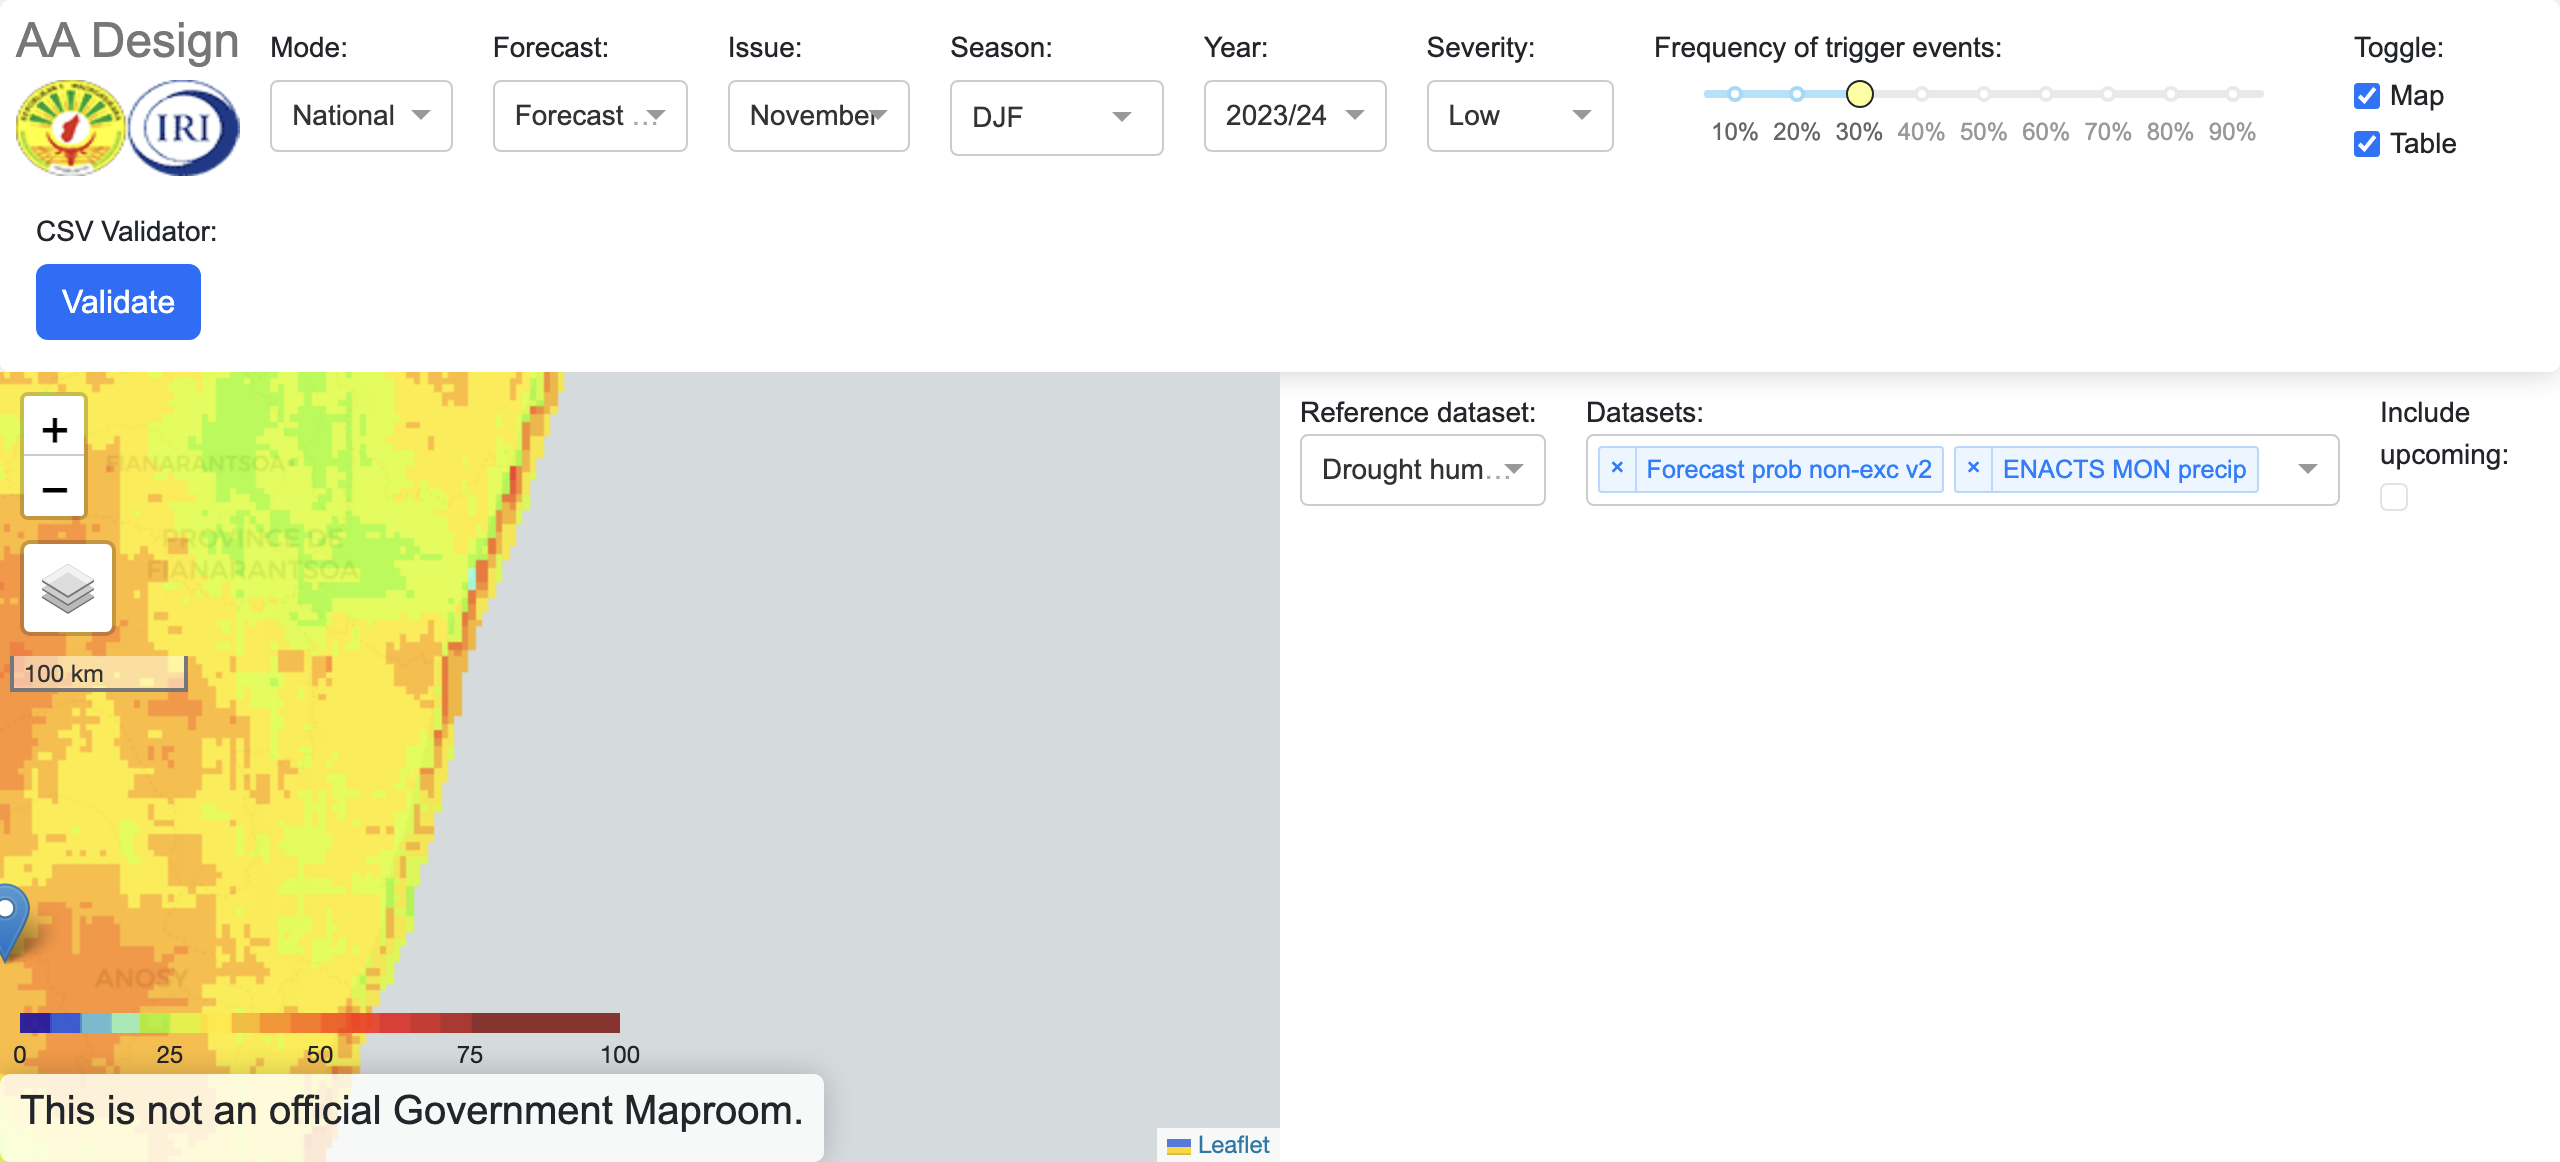 AA Design
IRI
Mode:
National
Forecast:
Forecast ...
Issue:
November
Season:
DJF
Year:
2023/24
Severity:
Low
Frequency of trigger events:
10% 20% 30% 40% 50% 60% 70% 80% 90%
Toggle:
Map
Table
CSV Validator:
Validate
+
−
FIANARANTSOA
PROVINCE DE
FIANARANTSOA
100 km
ANOSY
0 25 50 75 100
This is not an official Government Maproom.
Leaflet
Reference dataset:
Drought hum...
Datasets:
× Forecast prob non-exc v2 × ENACTS MON precip
Include
upcoming: